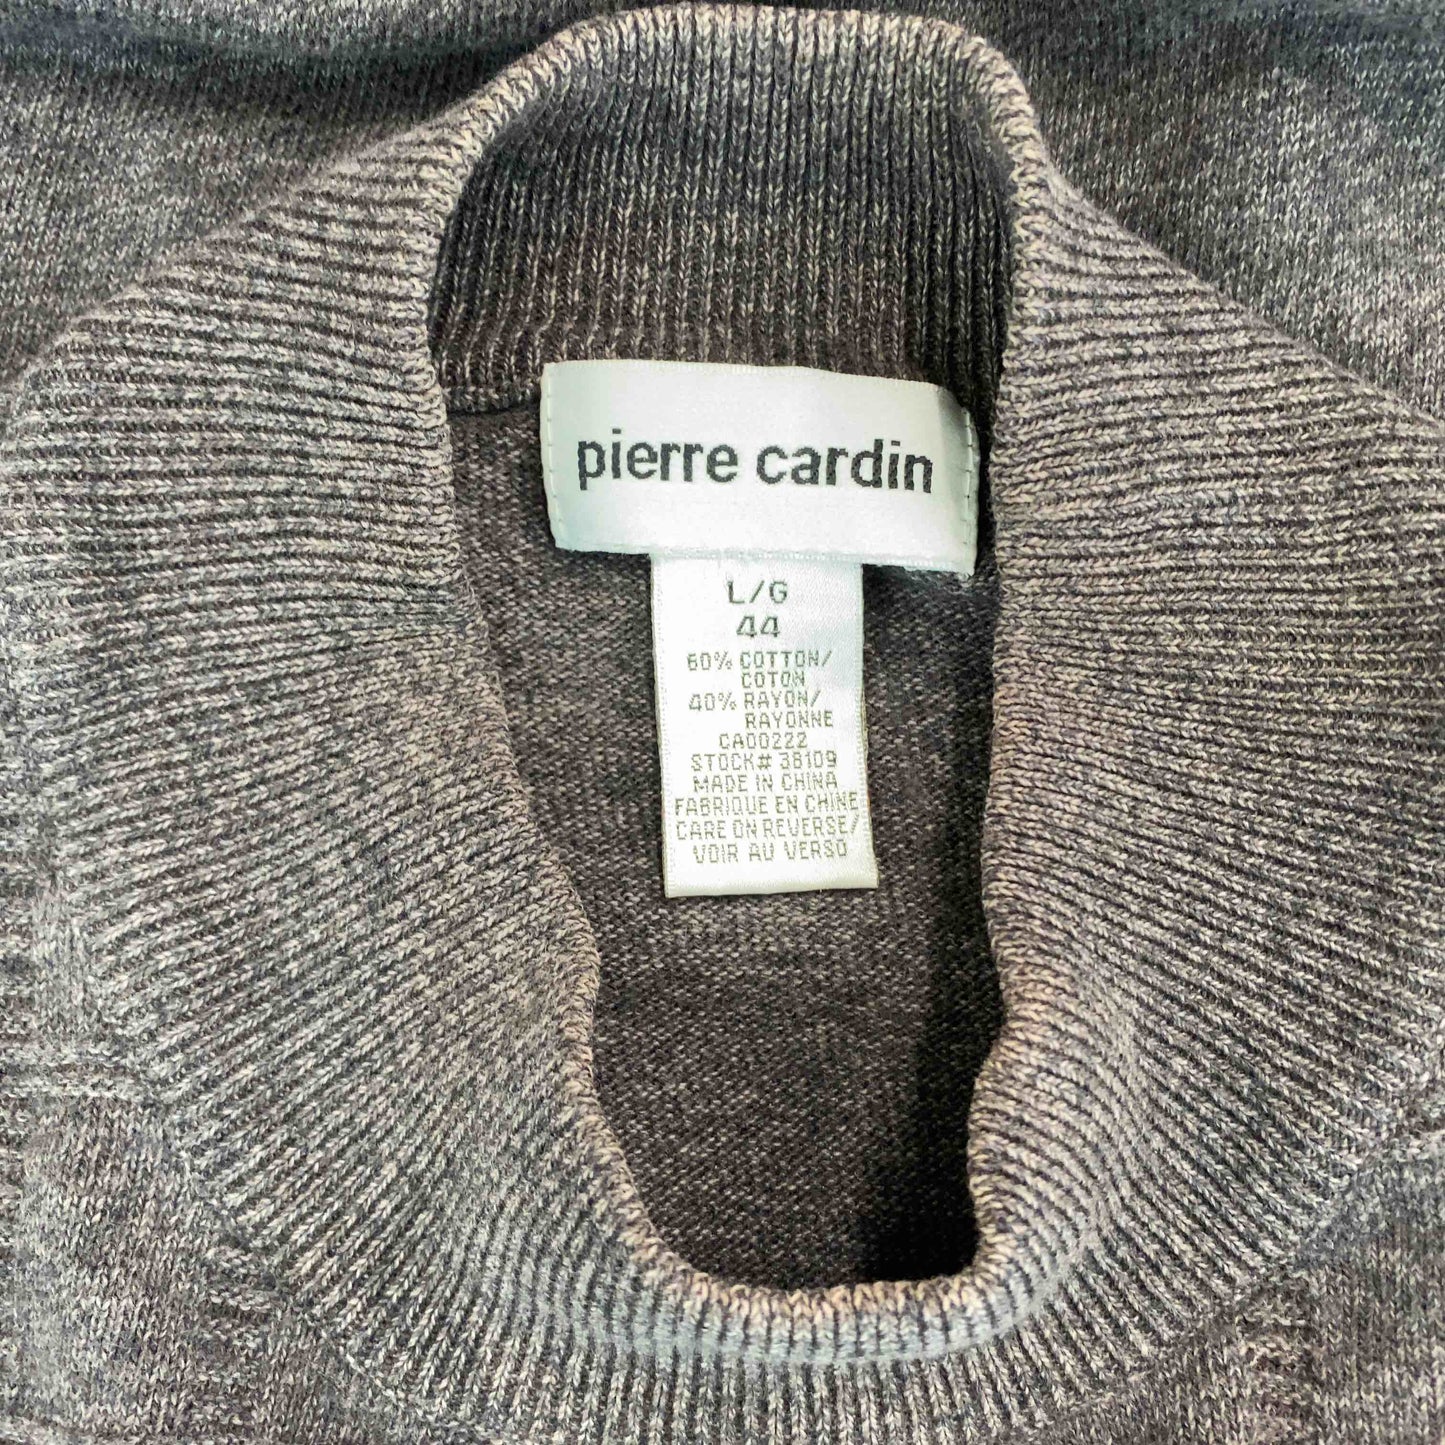 pierre cardin
L/G
44
60% COTTON/
COTON
40% RAYON/
RAYONNE
CA00222
STOCK# 38109
MADE IN CHINA
FABRIQUE EN CHINE
CARE ON REVERSE/
VOIR AU VERSO